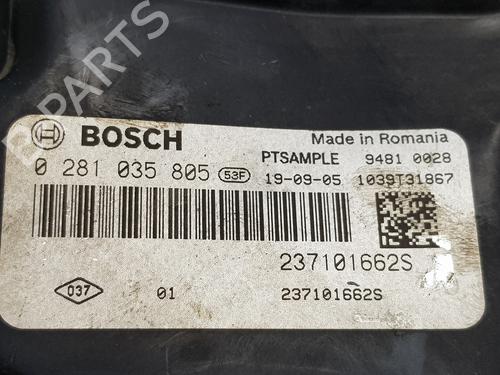 B-PARTS
BOSCH
Made in Romania
0 281 035 805 53F
PTSAMPLE 9481 0028
19-09-05 1039T31867
237101662S
037 01 237101662S